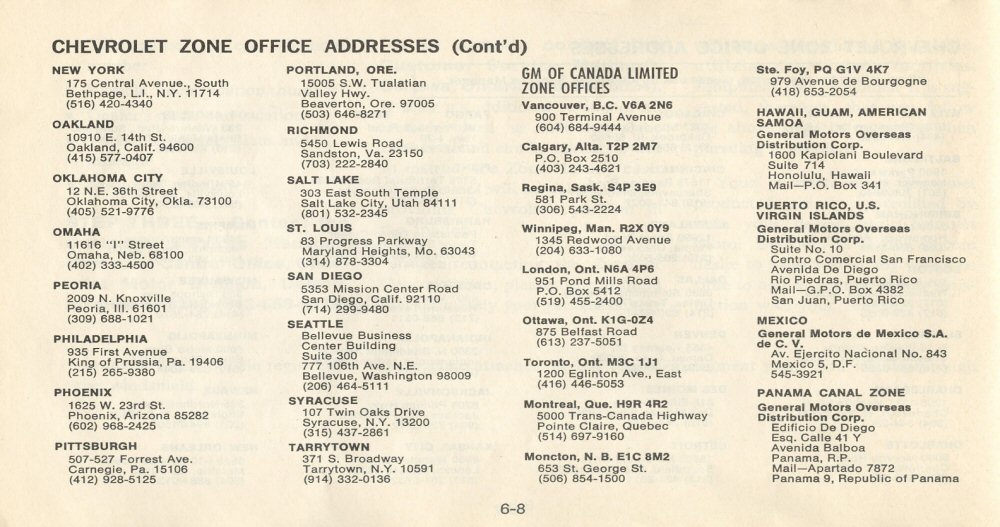 CHEVROLET ZONE OFFICE ADDRESSES (Cont'd)
NEW YORK
175 Central Avenue., South
Bethpage, L.I., N.Y. 11714
(516) 420-4340
OAKLAND
10910 E. 14th St.
Oakland, Calif. 94600
(415) 577-0407
OKLAHOMA CITY
12 N.E. 36th Street
Oklahoma City, Okla. 73100
(405) 521-9776
OMAHA
11616 "I" Street
Omaha, Neb. 68100
(402) 333-4500
PEORIA
2009 N. Knoxville
Peoria, Ill. 61601
(309) 688-1021
PHILADELPHIA
935 First Avenue
King of Prussia, Pa. 19406
(215) 265-9380
PHOENIX
1625 W. 23rd St.
Phoenix, Arizona 85282
(602) 968-2425
PITTSBURGH
507-527 Forrest Ave.
Carnegie, Pa. 15106
(412) 928-5125
PORTLAND, ORE.
15005 S.W. Tualatian
Valley Hwy.
Beaverton, Ore. 97005
(503) 646-8271
RICHMOND
5450 Lewis Road
Sandston, Va. 23150
(703) 222-2840
SALT LAKE
303 East South Temple
Salt Lake City, Utah 84111
(801) 532-2345
ST. LOUIS
83 Progress Parkway
Maryland Heights, Mo. 63043
(314) 878-3304
SAN DIEGO
5353 Mission Center Road
San Diego, Calif. 92110
(714) 299-9480
SEATTLE
Bellevue Business
Center Building
Suite 300
777 106th Ave. N.E.
Bellevue, Washington 98009
(206) 464-5111
SYRACUSE
107 Twin Oaks Drive
Syracuse, N.Y. 13200
(315) 437-2861
TARRYTOWN
371 S. Broadway
Tarrytown, N.Y. 10591
(914) 332-0136
GM OF CANADA LIMITED
ZONE OFFICES
Vancouver, B.C. V6A 2N6
900 Terminal Avenue
(604) 684-9444
Calgary, Alta. T2P 2M7
P.O. Box 2510
(403) 243-4621
Regina, Sask. S4P 3E9
581 Park St.
(306) 543-2224
Winnipeg, Man. R2X 0Y9
1345 Redwood Avenue
(204) 633-1080
London, Ont. N6A 4P6
951 Pond Mills Road
P.O. Box 5412
(519) 455-2400
Ottawa, Ont. K1G-0Z4
875 Belfast Road
(613) 237-5051
Toronto, Ont. M3C 1J1
1200 Eglinton Ave., East
(416) 446-5053
Montreal, Que. H9R 4R2
5000 Trans-Canada Highway
Pointe Claire, Quebec
(514) 697-9160
Moncton, N. B. E1C 8M2
653 St. George St.
(506) 854-1500
Ste. Foy, PQ G1V 4K7
979 Avenue de Bourgogne
(418) 653-2054
HAWAII, GUAM, AMERICAN
SAMOA
General Motors Overseas
Distribution Corp.
1600 Kapiolani Boulevard
Suite 714
Honolulu, Hawaii
Mail—P.O. Box 341
PUERTO RICO, U.S.
VIRGIN ISLANDS
General Motors Overseas
Distribution Corp.
Suite No. 10
Centro Comercial San Francisco
Avenida De Diego
Rio Piedras, Puerto Rico
Mail—G.P.O. Box 4382
San Juan, Puerto Rico
MEXICO
General Motors de Mexico S.A.
de C. V.
Av. Ejercito Nacional No. 843
Mexico 5, D.F.
545-3921
PANAMA CANAL ZONE
General Motors Overseas
Distribution Corp.
Edificio De Diego
Esq. Calle 41 Y
Avenida Balboa
Panama, R.P.
Mail—Apartado 7872
Panama 9, Republic of Panama
6-8